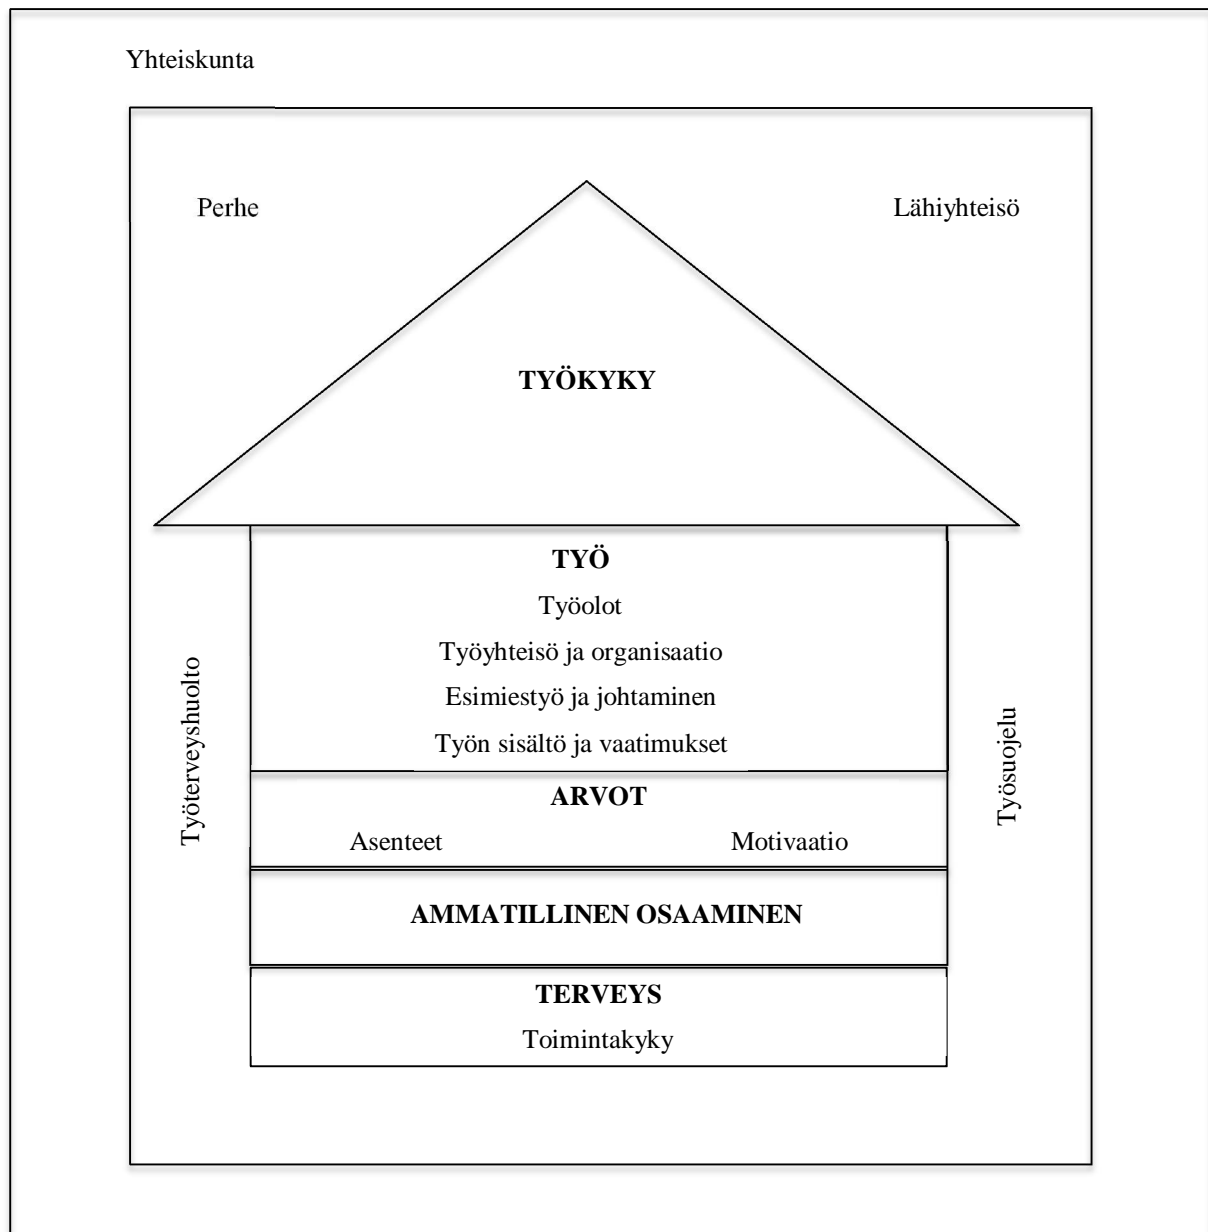 Yhteiskunta
Perhe
Lähiyhteisö
TYÖKYKY
TYÖ
Työolot
Työyhteisö ja organisaatio
Esimiestyö ja johtaminen
Työn sisältö ja vaatimukset
Työterveyshuolto
Työsuojelu
ARVOT
Asenteet
Motivaatio
AMMATILLINEN OSAAMINEN
TERVEYS
Toimintakyky